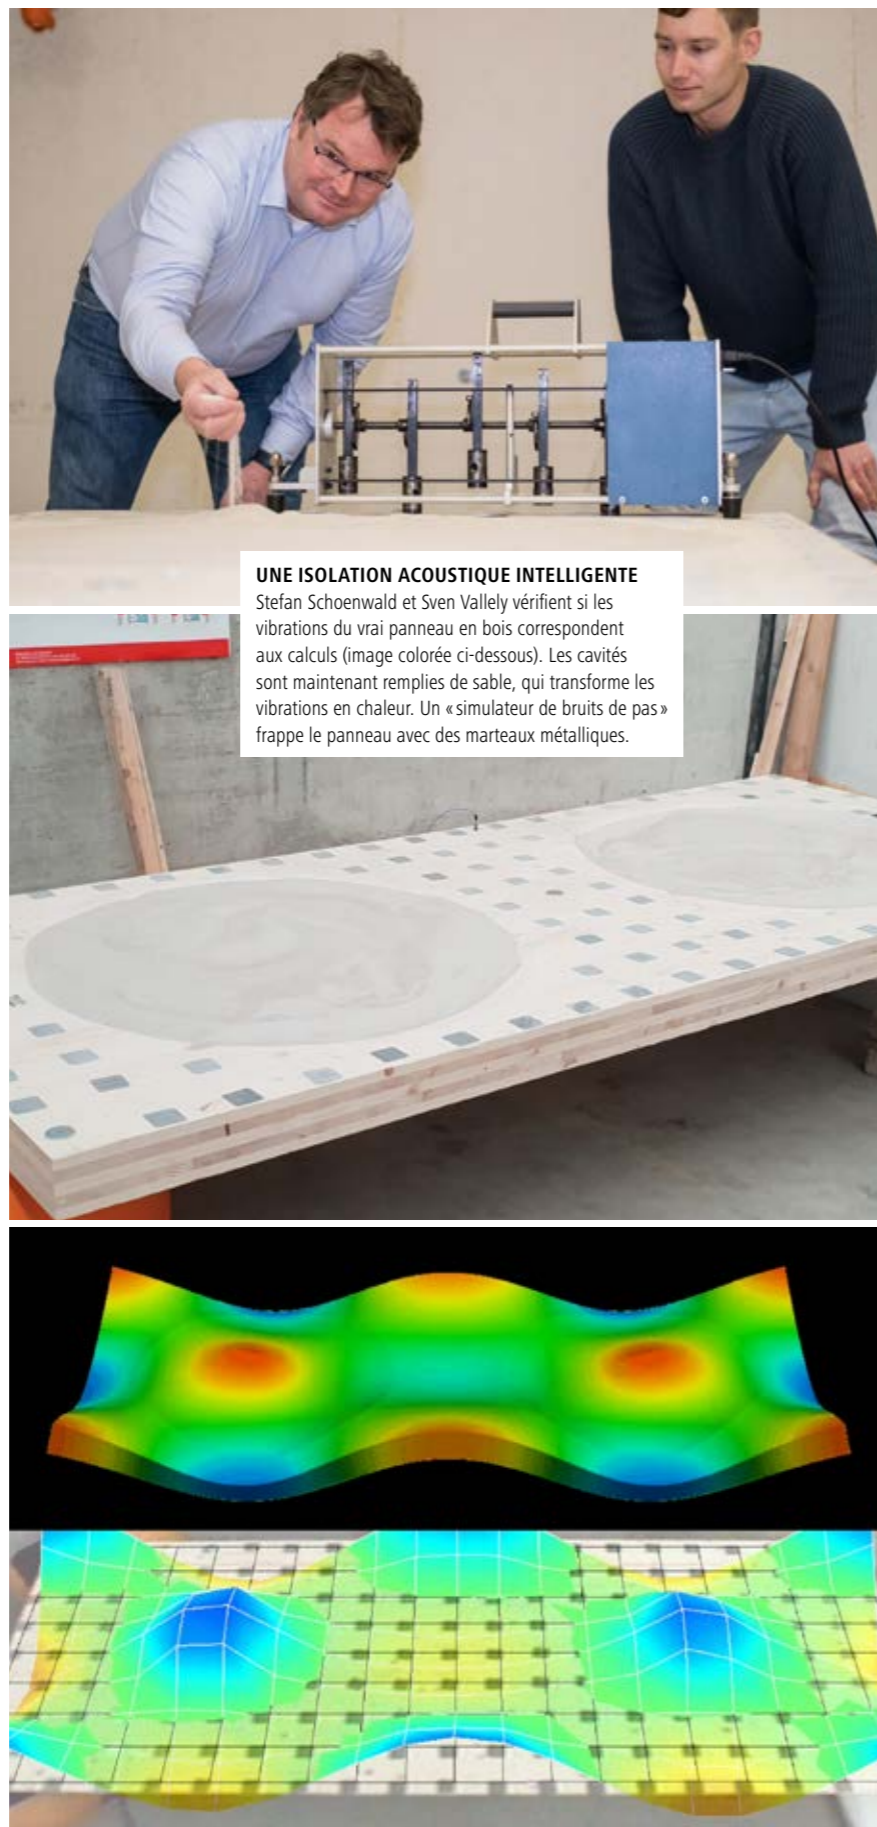 UNE ISOLATION ACOUSTIQUE INTELLIGENTE
Stefan Schoenwald et Sven Vallely vérifient si les
vibrations du vrai panneau en bois correspondent
aux calculs (image colorée ci-dessous). Les cavités
sont maintenant remplies de sable, qui transforme les
vibrations en chaleur. Un «simulateur de bruits de pas»
frappe le panneau avec des marteaux métalliques.